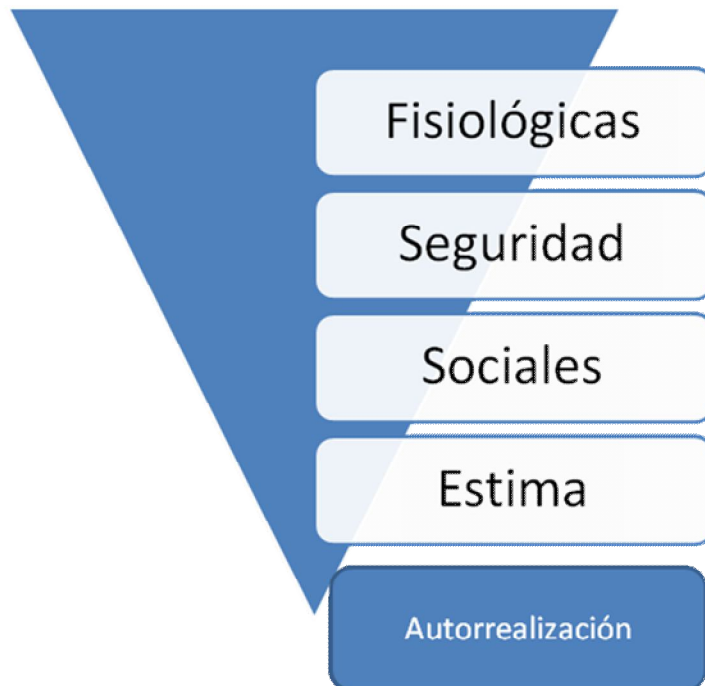 Fisiológicas
Seguridad
Sociales
Estima
Autorrealización